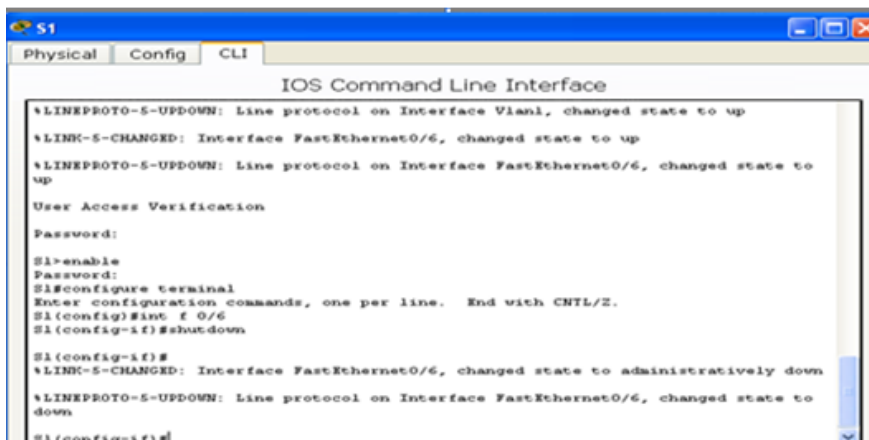 S1
Physical Config CLI
IOS Command Line Interface
%LINEPROTO-5-UPDOWN: Line protocol on Interface Vlan1, changed state to up
%LINK-5-CHANGED: Interface FastEthernet0/6, changed state to up
%LINEPROTO-5-UPDOWN: Line protocol on Interface FastEthernet0/6, changed state to
up
User Access Verification
Password:
S1>enable
Password:
S1#configure terminal
Enter configuration commands, one per line. End with CNTL/Z.
S1(config)#int f 0/6
S1(config-if)#shutdown
S1(config-if)#
%LINK-5-CHANGED: Interface FastEthernet0/6, changed state to administratively down
%LINEPROTO-5-UPDOWN: Line protocol on Interface FastEthernet0/6, changed state to
down
S1(config-if)#